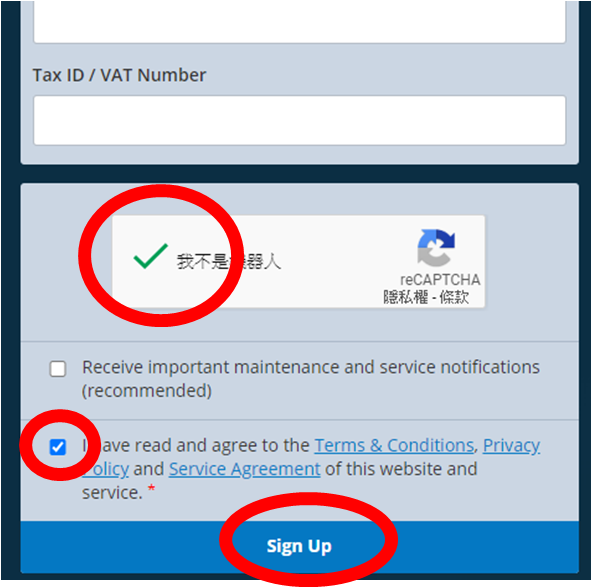 Tax ID / VAT Number
我不是機器人
reCAPTCHA
隱私權 - 條款
Receive important maintenance and service notifications
(recommended)
I have read and agree to the Terms & Conditions, Privacy
Policy and Service Agreement of this website and
service. *
Sign Up